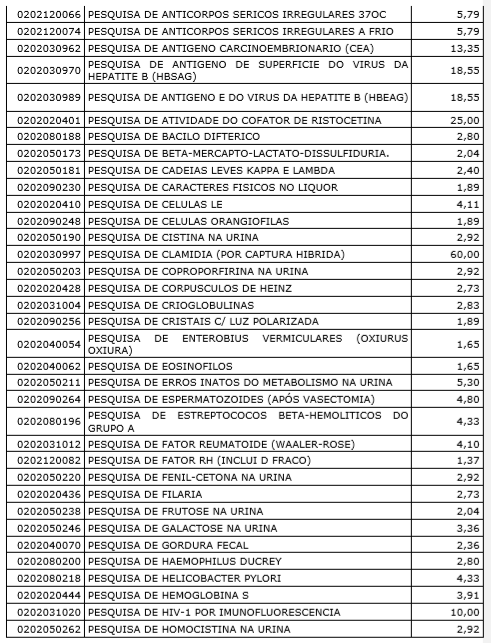 0202120066 PESQUISA DE ANTICORPOS SERICOS IRREGULARES 37OC 5,79
0202120074 PESQUISA DE ANTICORPOS SERICOS IRREGULARES A FRIO 5,79
0202030962 PESQUISA DE ANTIGENO CARCINOEMBRIONARIO (CEA) 13,35
0202030970 PESQUISA DE ANTIGENO DE SUPERFICIE DO VIRUS DA 18,55
HEPATITE B (HBSAG)
0202030989 PESQUISA DE ANTIGENO E DO VIRUS DA HEPATITE B (HBEAG) 18,55
0202020401 PESQUISA DE ATIVIDADE DO COFATOR DE RISTOCETINA 25,00
0202080188 PESQUISA DE BACILO DIFTERICO 2,80
0202050173 PESQUISA DE BETA-MERCAPTO-LACTATO-DISSULFIDURIA. 2,04
0202050181 PESQUISA DE CADEIAS LEVES KAPPA E LAMBDA 2,40
0202090230 PESQUISA DE CARACTERES FISICOS NO LIQUOR 1,89
0202020410 PESQUISA DE CELULAS LE 4,11
0202090248 PESQUISA DE CELULAS ORANGIOFILAS 1,89
0202050190 PESQUISA DE CISTINA NA URINA 2,92
0202030997 PESQUISA DE CLAMIDIA (POR CAPTURA HIBRIDA) 60,00
0202050203 PESQUISA DE COPROPORFIRINA NA URINA 2,92
0202020428 PESQUISA DE CORPUSCULOS DE HEINZ 2,73
0202031004 PESQUISA DE CRIOGLOBULINAS 2,83
0202090256 PESQUISA DE CRISTAIS C/ LUZ POLARIZADA 1,89
0202040054 PESQUISA DE ENTEROBIUS VERMICULARES (OXIURUS 1,65
OXIURA)
0202040062 PESQUISA DE EOSINOFILOS 1,65
0202050211 PESQUISA DE ERROS INATOS DO METABOLISMO NA URINA 5,30
0202090264 PESQUISA DE ESPERMATOZOIDES (APÓS VASECTOMIA) 4,80
0202080196 PESQUISA DE ESTREPTOCOCOS BETA-HEMOLITICOS DO 4,33
GRUPO A
0202031012 PESQUISA DE FATOR REUMATOIDE (WAALER-ROSE) 4,10
0202120082 PESQUISA DE FATOR RH (INCLUI D FRACO) 1,37
0202050220 PESQUISA DE FENIL-CETONA NA URINA 2,92
0202020436 PESQUISA DE FILARIA 2,73
0202050238 PESQUISA DE FRUTOSE NA URINA 2,04
0202050246 PESQUISA DE GALACTOSE NA URINA 3,36
0202040070 PESQUISA DE GORDURA FECAL 2,36
0202080200 PESQUISA DE HAEMOPHILUS DUCREY 2,80
0202080218 PESQUISA DE HELICOBACTER PYLORI 4,33
0202020444 PESQUISA DE HEMOGLOBINA S 3,91
0202031020 PESQUISA DE HIV-1 POR IMUNOFLUORESCENCIA 10,00
0202050262 PESQUISA DE HOMOCISTINA NA URINA 2,92